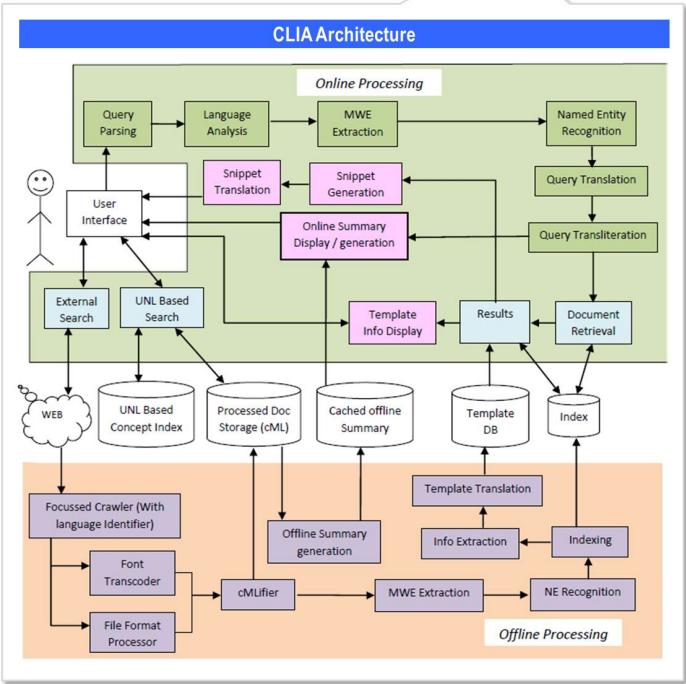 CLIA Architecture
Online Processing
Query
Parsing
Language
Analysis
MWE
Extraction
Named Entity
Recognition
Snippet
Translation
Snippet
Generation
Query Translation
User
Interface
Online Summary
Display / generation
Query Transliteration
External
Search
UNL Based
Search
Template
Info Display
Results
Document
Retrieval
WEB
UNL Based
Concept Index
Processed Doc
Storage (cML)
Cached offline
Summary
Template
DB
Index
Template Translation
Focussed Crawler (With
language Identifier)
Offline Summary
generation
Info Extraction
Indexing
Font
Transcoder
cMLifier
MWE Extraction
NE Recognition
File Format
Processor
Offline Processing